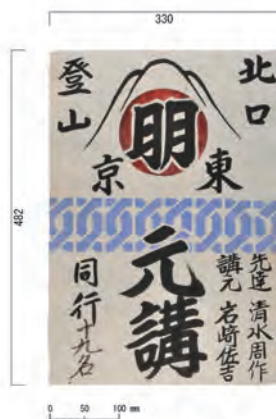 330
482
北口
登山
明
東京
元講
先達 清水周作
講元 岩崎佐吉
同行十九名
0 50 100 mm